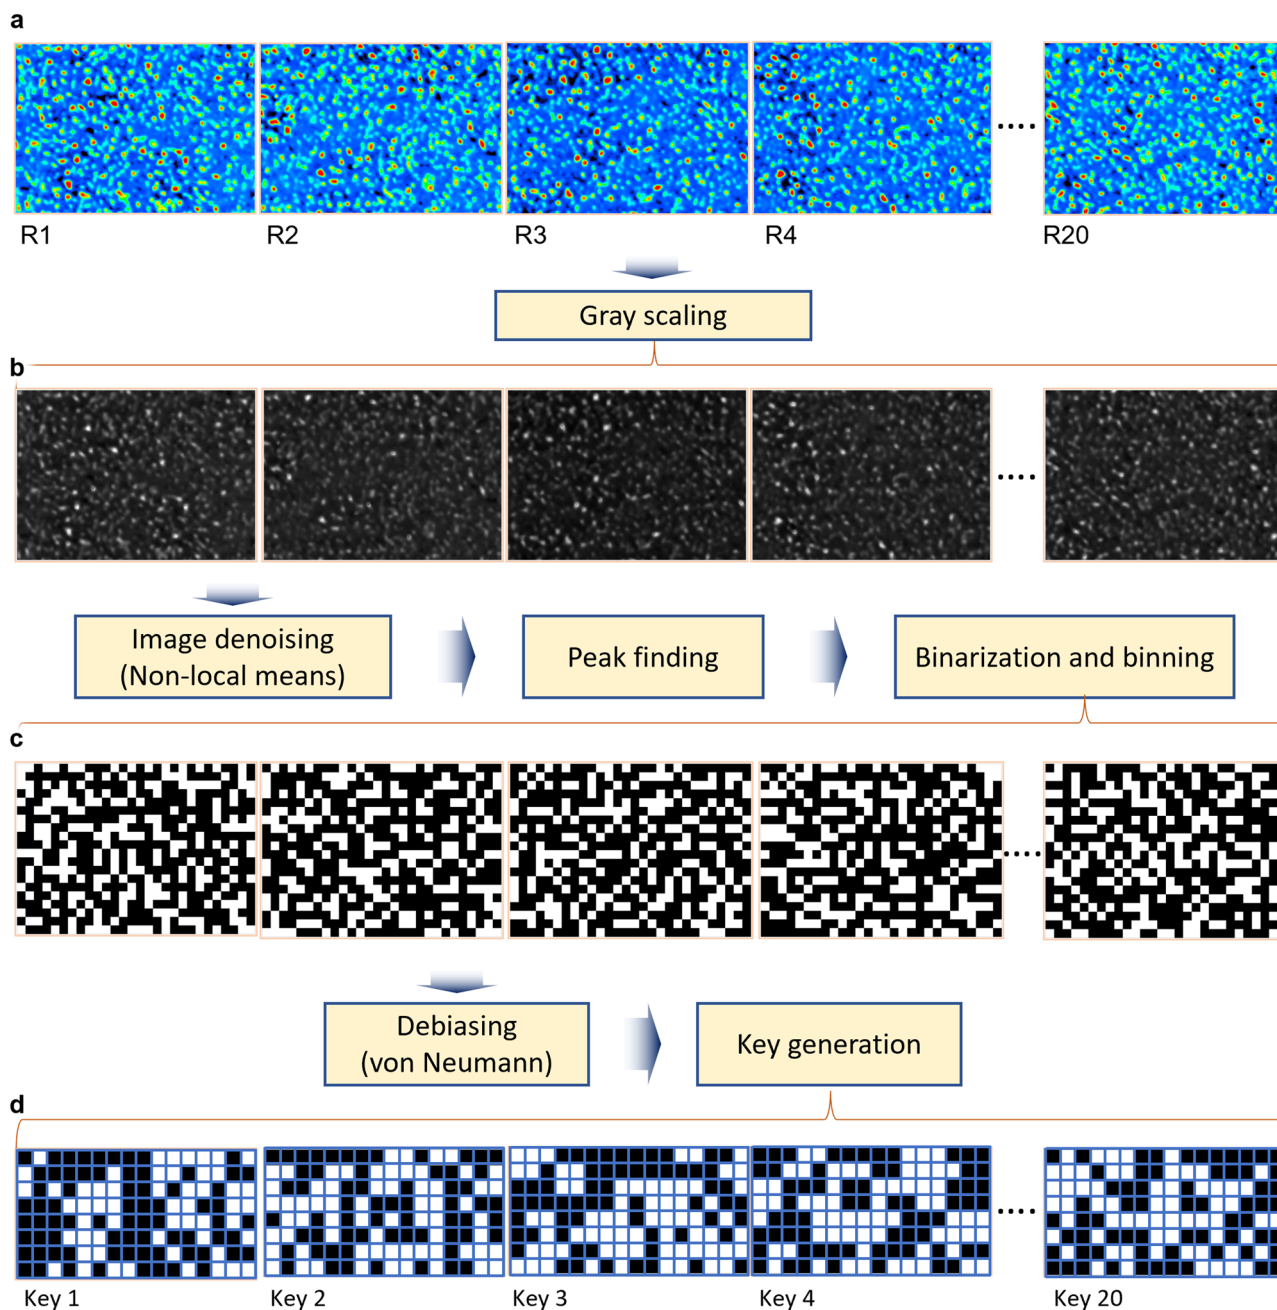 a
R1
R2
R3
R4
....
R20
Gray scaling
b
....
Image denoising
(Non-local means)
Peak finding
Binarization and binning
c
....
Debiasing
(von Neumann)
Key generation
d
....
Key 1
Key 2
Key 3
Key 4
Key 20